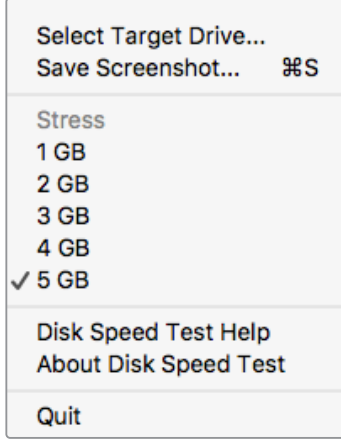 Select Target Drive...
Save Screenshot... ⌘S
Stress
1 GB
2 GB
3 GB
4 GB
✓ 5 GB
Disk Speed Test Help
About Disk Speed Test
Quit